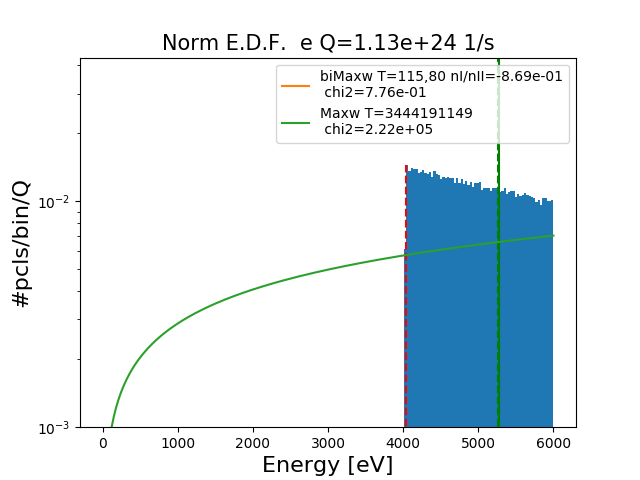 Norm E.D.F.  e Q=1.13e+24 1/s
biMaxw T=115,80 nI/nII=-8.69e-01
chi2=7.76e-01
Maxw T=3444191149
chi2=2.22e+05
#pcls/bin/Q
10⁻²
10⁻³
0 1000 2000 3000 4000 5000 6000
Energy [eV]